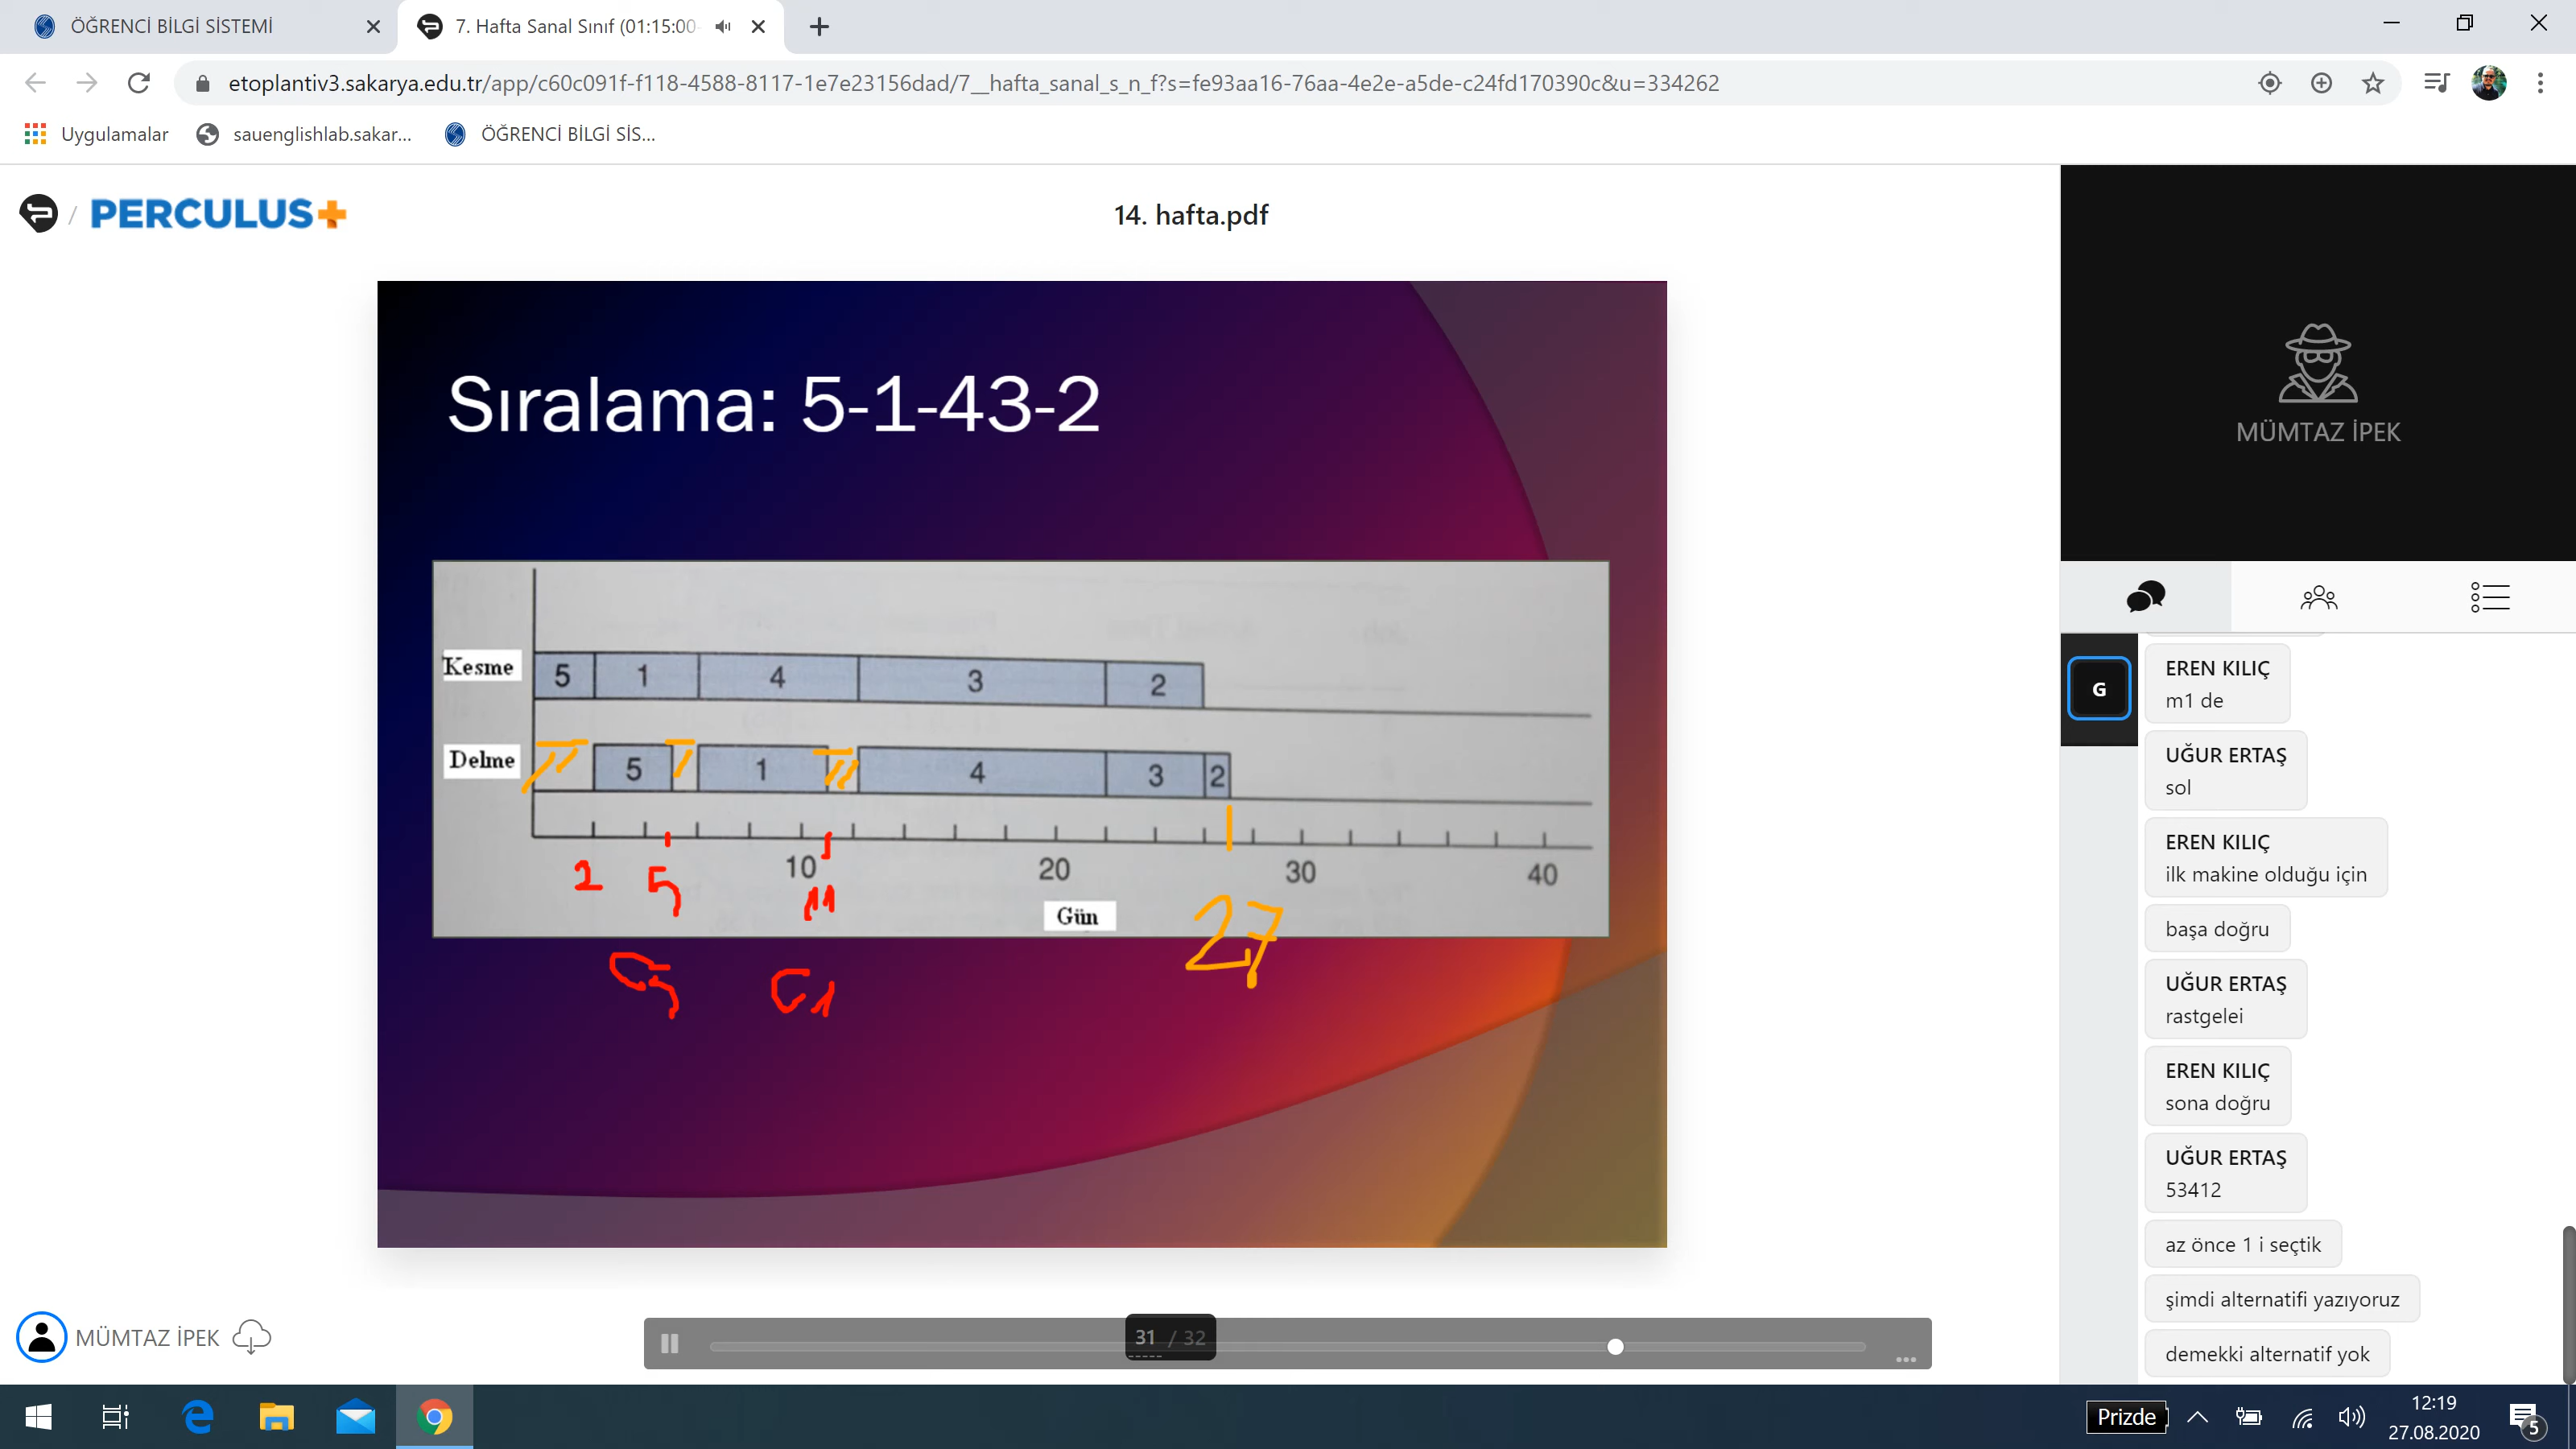 ÖĞRENCİ BİLGİ SİSTEMİ
7. Hafta Sanal Sınıf (01:15:00-
etoplantiv3.sakarya.edu.tr/app/c60c091f-f118-4588-8117-1e7e23156dad/7__hafta_sanal_s_n_f?s=fe93aa16-76aa-4e2e-a5de-c24fd170390c&u=334262
Uygulamalar
sauenglishlab.sakar...
ÖĞRENCİ BİLGİ SİS...
/ PERCULUS+
14. hafta.pdf
Sıralama: 5-1-43-2
Kesme 5 1 4 3 2
Delme 5 1 4 3 2
10 20 30 40
2 5 11
Gün
27
C5 C1
MÜMTAZ İPEK
G
EREN KILIÇ
m1 de
UĞUR ERTAŞ
sol
EREN KILIÇ
ilk makine olduğu için
başa doğru
UĞUR ERTAŞ
rastgelei
EREN KILIÇ
sona doğru
UĞUR ERTAŞ
53412
az önce 1 i seçtik
şimdi alternatifi yazıyoruz
demekki alternatif yok
MÜMTAZ İPEK
31 / 32
Prizde
12:19
27.08.2020
5